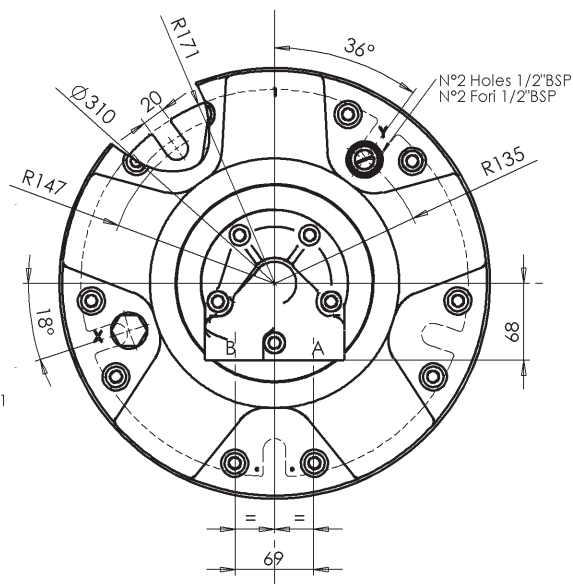 R171
36°
N°2 Holes 1/2"BSP
N°2 Fori 1/2"BSP
20
Ø310
Y
R135
R147
18°
X
B
A
68
1
=
=
69